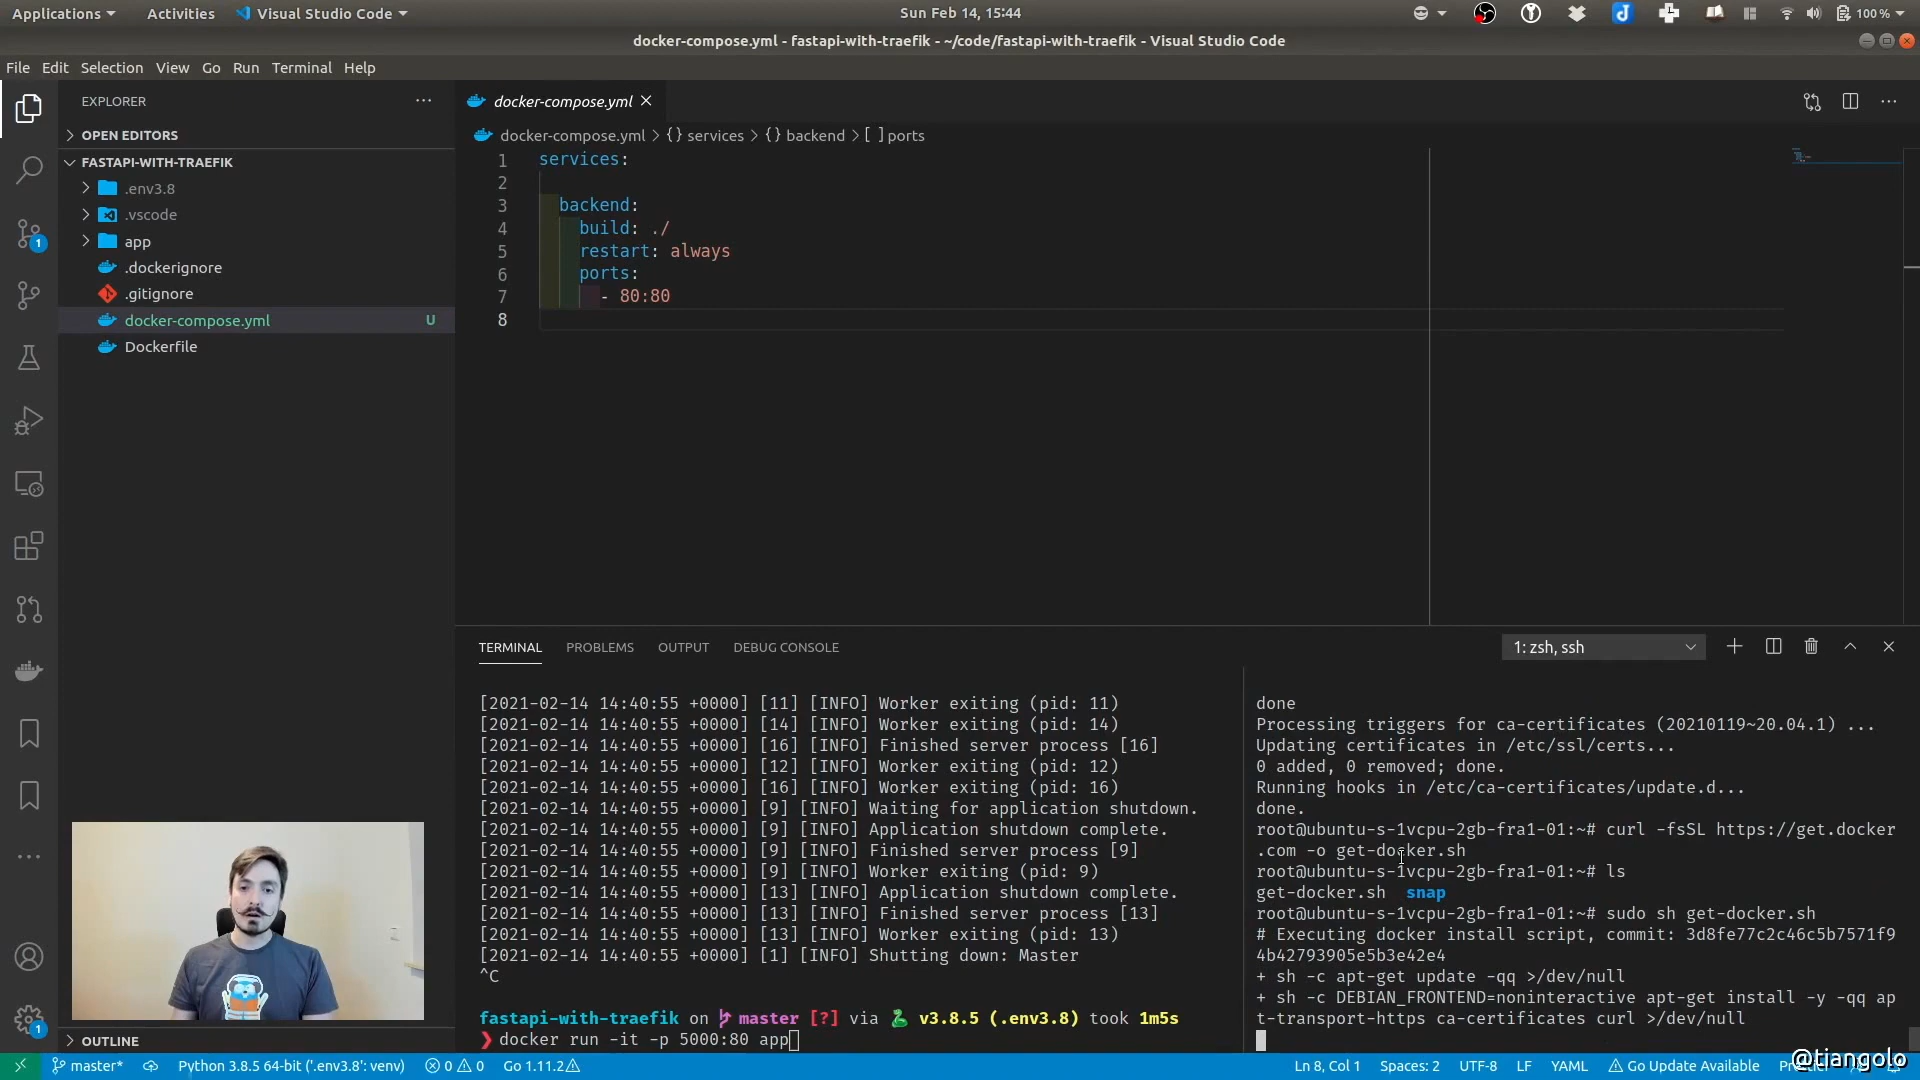 Applications Activities Visual Studio Code Sun Feb 14, 15:44 100 %
docker-compose.yml - fastapi-with-traefik - ~/code/fastapi-with-traefik - Visual Studio Code
File Edit Selection View Go Run Terminal Help
EXPLORER ···
OPEN EDITORS
FASTAPI-WITH-TRAEFIK
.env3.8
.vscode
app
.dockerignore
.gitignore
docker-compose.yml U
Dockerfile
OUTLINE
1
1
docker-compose.yml
docker-compose.yml > {} services > {} backend > [ ] ports
1 services:
2
3 backend:
4 build: ./
5 restart: always
6 ports:
7 - 80:80
8
TERMINAL PROBLEMS OUTPUT DEBUG CONSOLE 1: zsh, ssh
[2021-02-14 14:40:55 +0000] [11] [INFO] Worker exiting (pid: 11)
[2021-02-14 14:40:55 +0000] [14] [INFO] Worker exiting (pid: 14)
[2021-02-14 14:40:55 +0000] [16] [INFO] Finished server process [16]
[2021-02-14 14:40:55 +0000] [12] [INFO] Worker exiting (pid: 12)
[2021-02-14 14:40:55 +0000] [16] [INFO] Worker exiting (pid: 16)
[2021-02-14 14:40:55 +0000] [9] [INFO] Waiting for application shutdown.
[2021-02-14 14:40:55 +0000] [9] [INFO] Application shutdown complete.
[2021-02-14 14:40:55 +0000] [9] [INFO] Finished server process [9]
[2021-02-14 14:40:55 +0000] [9] [INFO] Worker exiting (pid: 9)
[2021-02-14 14:40:55 +0000] [13] [INFO] Application shutdown complete.
[2021-02-14 14:40:55 +0000] [13] [INFO] Finished server process [13]
[2021-02-14 14:40:55 +0000] [13] [INFO] Worker exiting (pid: 13)
[2021-02-14 14:40:55 +0000] [1] [INFO] Shutting down: Master
^C
fastapi-with-traefik on master [?] via v3.8.5 (.env3.8) took 1m5s
❯ docker run -it -p 5000:80 app
done
Processing triggers for ca-certificates (20210119~20.04.1) ...
Updating certificates in /etc/ssl/certs...
0 added, 0 removed; done.
Running hooks in /etc/ca-certificates/update.d...
done.
root@ubuntu-s-1vcpu-2gb-fra1-01:~# curl -fsSL https://get.docker
.com -o get-docker.sh
root@ubuntu-s-1vcpu-2gb-fra1-01:~# ls
get-docker.sh snap
root@ubuntu-s-1vcpu-2gb-fra1-01:~# sudo sh get-docker.sh
# Executing docker install script, commit: 3d8fe77c2c46c5b7571f9
4b42793905e5b3e42e4
+ sh -c apt-get update -qq >/dev/null
+ sh -c DEBIAN_FRONTEND=noninteractive apt-get install -y -qq ap
t-transport-https ca-certificates curl >/dev/null
master* Python 3.8.5 64-bit ('.env3.8': venv) 0 0 Go 1.11.2 Ln 8, Col 1 Spaces: 2 UTF-8 LF YAML Go Update Available
@tiangolo